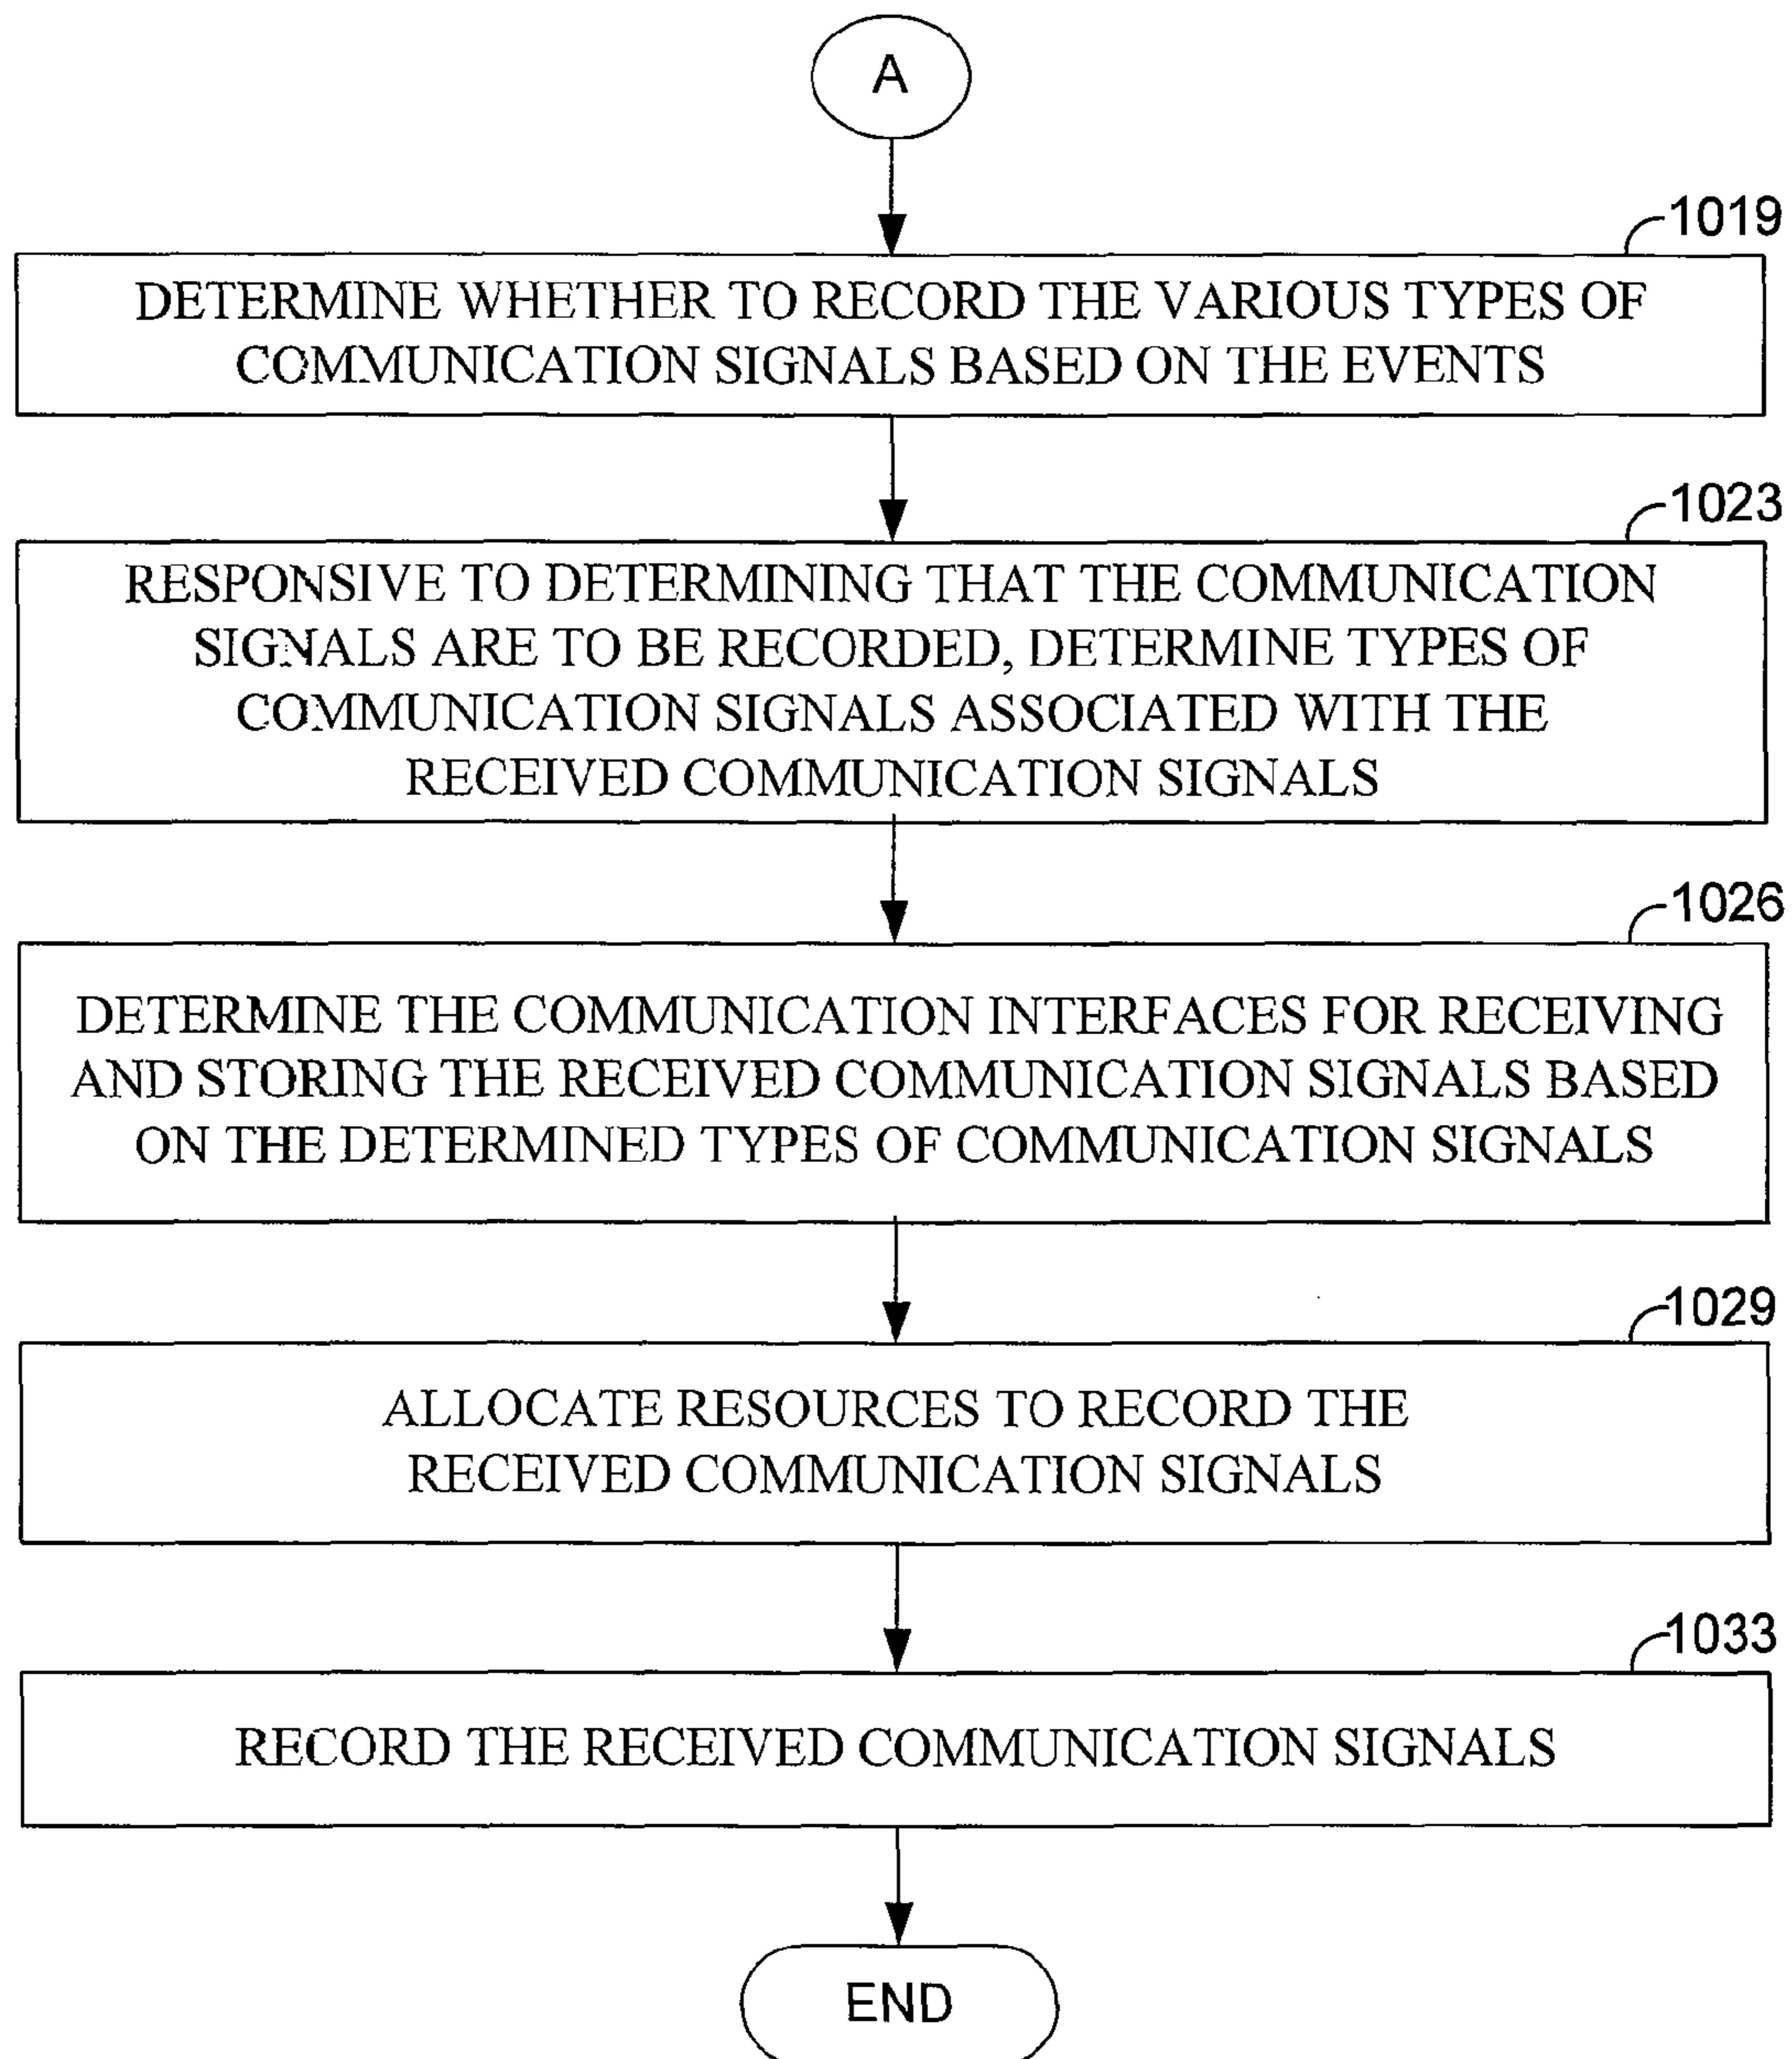 A
1019
DETERMINE WHETHER TO RECORD THE VARIOUS TYPES OF
COMMUNICATION SIGNALS BASED ON THE EVENTS
1023
RESPONSIVE TO DETERMINING THAT THE COMMUNICATION
SIGNALS ARE TO BE RECORDED, DETERMINE TYPES OF
COMMUNICATION SIGNALS ASSOCIATED WITH THE
RECEIVED COMMUNICATION SIGNALS
1026
DETERMINE THE COMMUNICATION INTERFACES FOR RECEIVING
AND STORING THE RECEIVED COMMUNICATION SIGNALS BASED
ON THE DETERMINED TYPES OF COMMUNICATION SIGNALS
1029
ALLOCATE RESOURCES TO RECORD THE
RECEIVED COMMUNICATION SIGNALS
1033
RECORD THE RECEIVED COMMUNICATION SIGNALS
END